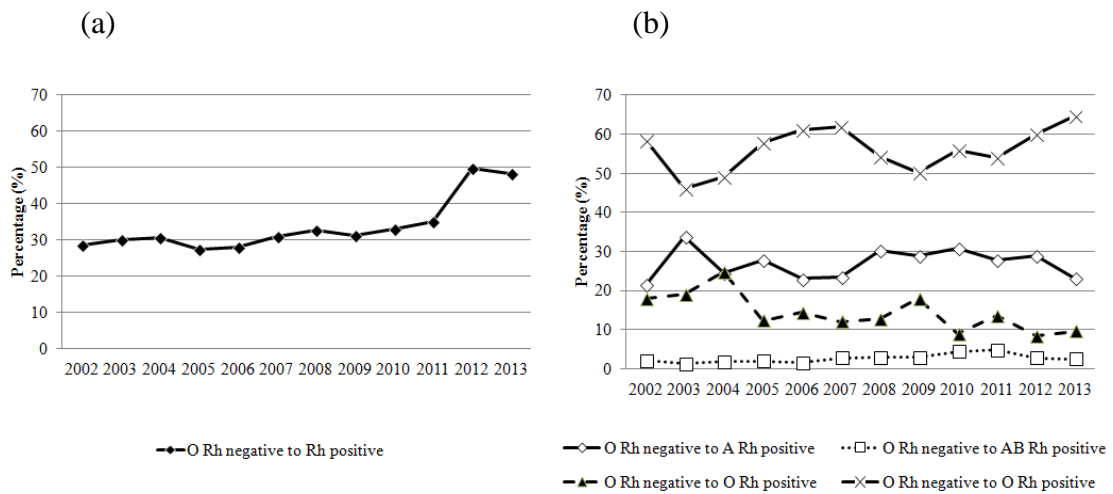 (a)
(b)
Percentage (%)
70
60
50
40
30
20
10
0
2002 2003 2004 2005 2006 2007 2008 2009 2010 2011 2012 2013
O Rh negative to Rh positive
Percentage (%)
70
60
50
40
30
20
10
0
2002 2003 2004 2005 2006 2007 2008 2009 2010 2011 2012 2013
O Rh negative to A Rh positive
O Rh negative to AB Rh positive
O Rh negative to O Rh positive
O Rh negative to O Rh positive